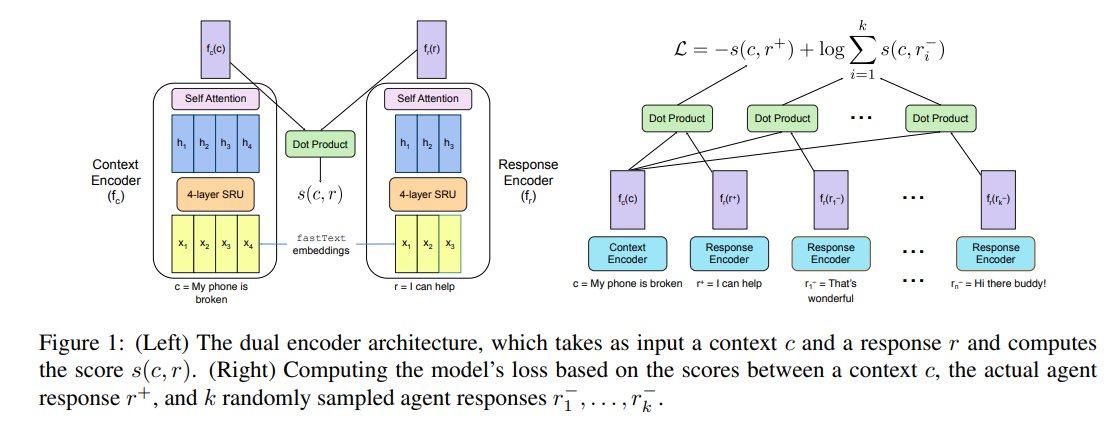 f_c(c)
f_r(r)
Self Attention
Self Attention
h_1 h_2 h_3 h_4
Dot Product
h_1 h_2 h_3
Context
Encoder
(f_c)
Response
Encoder
(f_r)
4-layer SRU
s(c, r)
4-layer SRU
x_1 x_2 x_3 x_4
fastText
embeddings
x_1 x_2 x_3
c = My phone is
broken
r = I can help
L = −s(c, r^+) + log ∑_{i=1}^{k} s(c, r_i^−)
Dot Product
Dot Product
...
Dot Product
f_c(c)
f_r(r^+)
f_r(r_1^−)
...
f_r(r_k^−)
Context
Encoder
Response
Encoder
Response
Encoder
...
Response
Encoder
c = My phone is broken
r^+ = I can help
r_1^− = That's
wonderful
...
r_n^− = Hi there buddy!
Figure 1: (Left) The dual encoder architecture, which takes as input a context c and a response r and computes
the score s(c, r). (Right) Computing the model's loss based on the scores between a context c, the actual agent
response r^+, and k randomly sampled agent responses r_1^−, . . . , r_k^−.